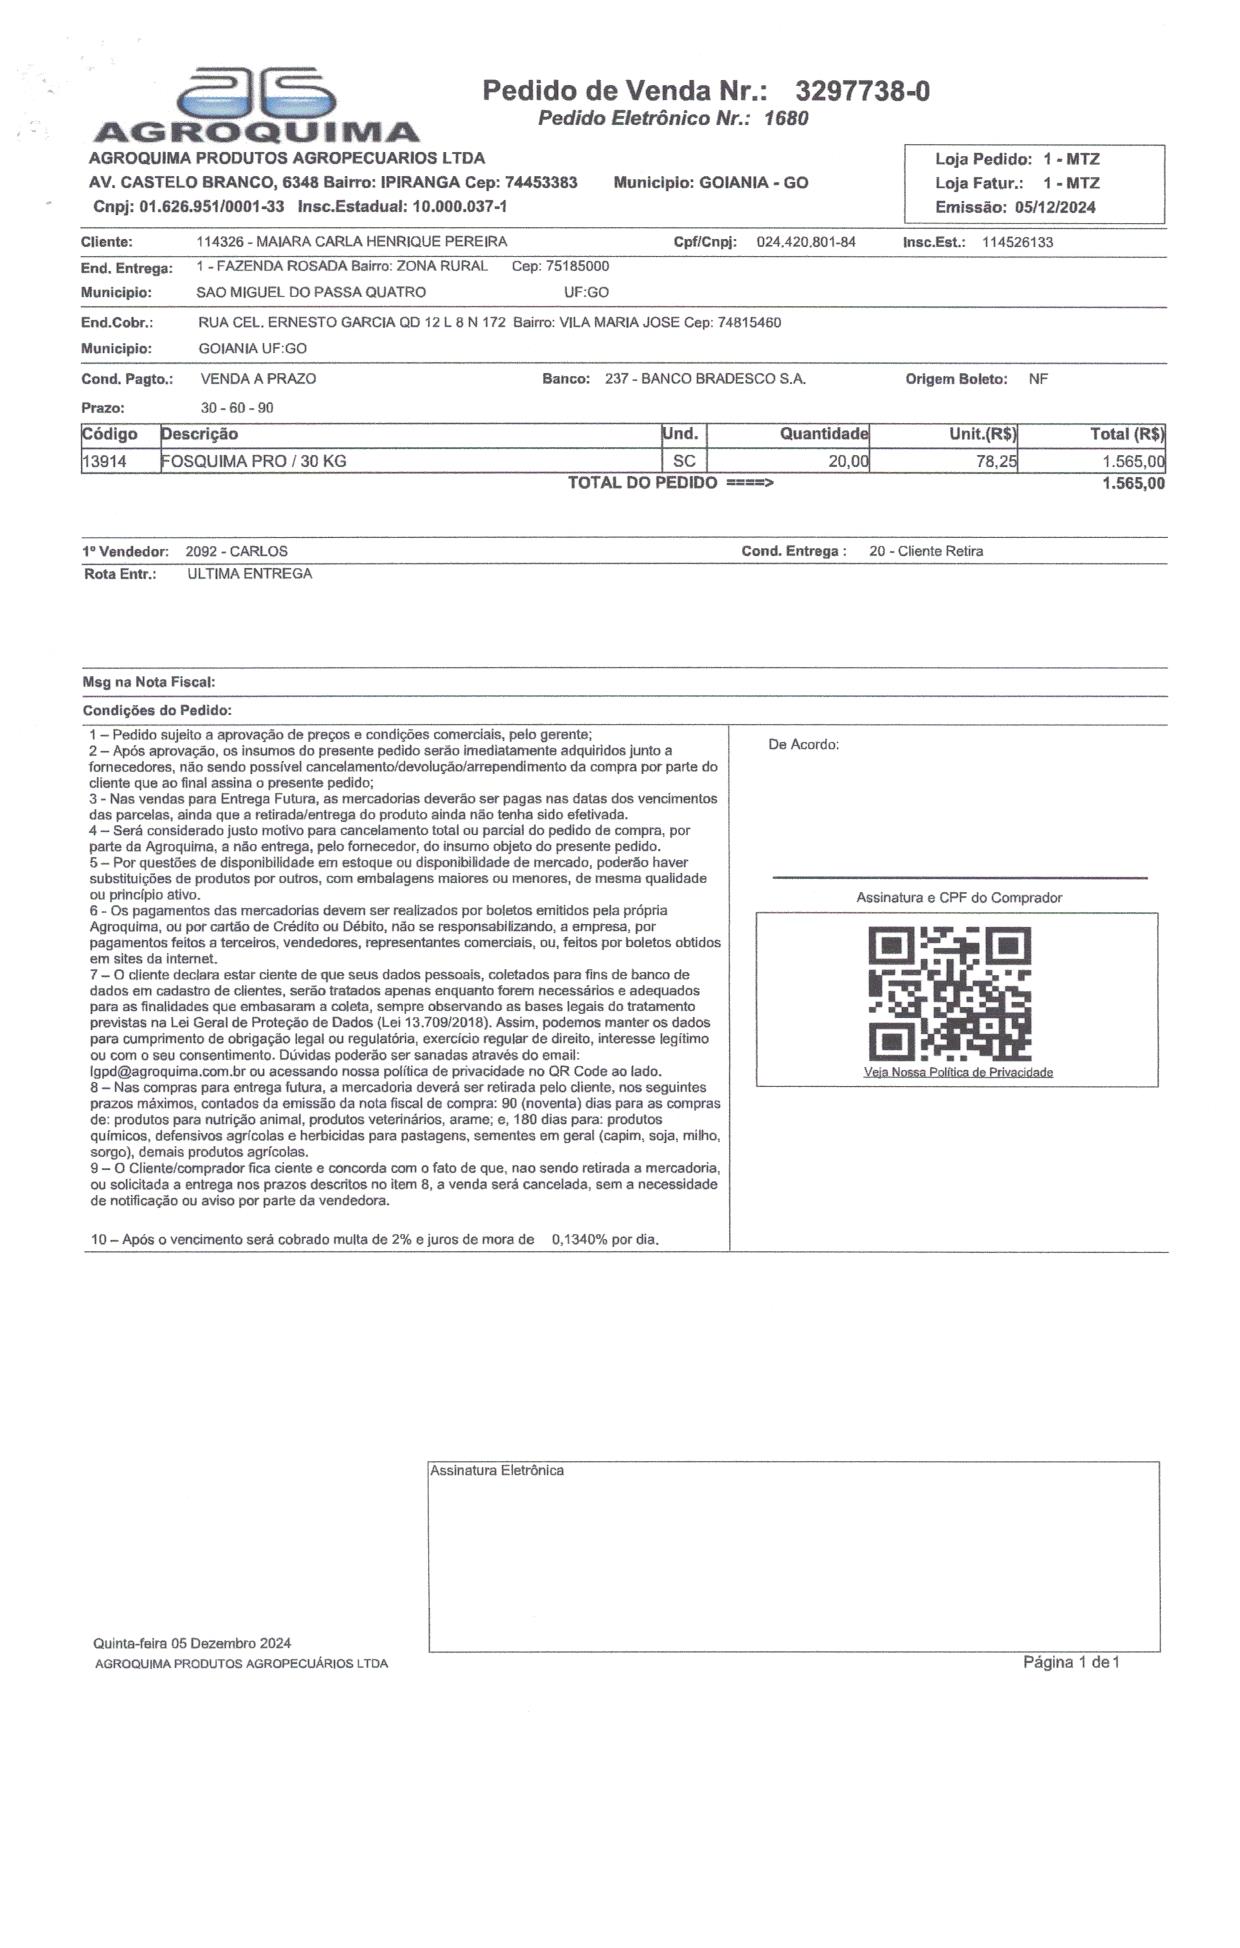 AGROQUIMA
Pedido de Venda Nr.: 3297738-0
Pedido Eletrônico Nr.: 1680
AGROQUIMA PRODUTOS AGROPECUARIOS LTDA
AV. CASTELO BRANCO, 6348 Bairro: IPIRANGA Cep: 74453383 Municipio: GOIANIA - GO
Cnpj: 01.626.951/0001-33 Insc.Estadual: 10.000.037-1
Loja Pedido: 1 - MTZ
Loja Fatur.: 1 - MTZ
Emissão: 05/12/2024
Cliente: 114326 - MAIARA CARLA HENRIQUE PEREIRA Cpf/Cnpj: 024.420.801-84 Insc.Est.: 114526133
End. Entrega: 1 - FAZENDA ROSADA Bairro: ZONA RURAL Cep: 75185000
Municipio: SAO MIGUEL DO PASSA QUATRO UF:GO
End.Cobr.: RUA CEL. ERNESTO GARCIA QD 12 L 8 N 172 Bairro: VILA MARIA JOSE Cep: 74815460
Municipio: GOIANIA UF:GO
Cond. Pagto.: VENDA A PRAZO Banco: 237 - BANCO BRADESCO S.A. Origem Boleto: NF
Prazo: 30 - 60 - 90
Código Descrição Und. Quantidade Unit.(R$) Total (R$)
13914 FOSQUIMA PRO / 30 KG SC 20,00 78,25 1.565,00
TOTAL DO PEDIDO ====> 1.565,00
1º Vendedor: 2092 - CARLOS Cond. Entrega : 20 - Cliente Retira
Rota Entr.: ULTIMA ENTREGA
Msg na Nota Fiscal:
Condições do Pedido:
1 – Pedido sujeito a aprovação de preços e condições comerciais, pelo gerente;
2 – Após aprovação, os insumos do presente pedido serão imediatamente adquiridos junto a
fornecedores, não sendo possível cancelamento/devolução/arrependimento da compra por parte do
cliente que ao final assina o presente pedido;
3 - Nas vendas para Entrega Futura, as mercadorias deverão ser pagas nas datas dos vencimentos
das parcelas, ainda que a retirada/entrega do produto ainda não tenha sido efetivada.
4 – Será considerado justo motivo para cancelamento total ou parcial do pedido de compra, por
parte da Agroquima, a não entrega, pelo fornecedor, do insumo objeto do presente pedido.
5 – Por questões de disponibilidade em estoque ou disponibilidade de mercado, poderão haver
substituições de produtos por outros, com embalagens maiores ou menores, de mesma qualidade
ou princípio ativo.
6 - Os pagamentos das mercadorias devem ser realizados por boletos emitidos pela própria
Agroquima, ou por cartão de Crédito ou Débito, não se responsabilizando, a empresa, por
pagamentos feitos a terceiros, vendedores, representantes comerciais, ou, feitos por boletos obtidos
em sites da internet.
7 – O cliente declara estar ciente de que seus dados pessoais, coletados para fins de banco de
dados em cadastro de clientes, serão tratados apenas enquanto forem necessários e adequados
para as finalidades que embasaram a coleta, sempre observando as bases legais do tratamento
previstas na Lei Geral de Proteção de Dados (Lei 13.709/2018). Assim, podemos manter os dados
para cumprimento de obrigação legal ou regulatória, exercício regular de direito, interesse legítimo
ou com o seu consentimento. Dúvidas poderão ser sanadas através do email:
lgpd@agroquima.com.br ou acessando nossa política de privacidade no QR Code ao lado.
8 – Nas compras para entrega futura, a mercadoria deverá ser retirada pelo cliente, nos seguintes
prazos máximos, contados da emissão da nota fiscal de compra: 90 (noventa) dias para as compras
de: produtos para nutrição animal, produtos veterinários, arame; e, 180 dias para: produtos
químicos, defensivos agrícolas e herbicidas para pastagens, sementes em geral (capim, soja, milho,
sorgo), demais produtos agrícolas.
9 – O Cliente/comprador fica ciente e concorda com o fato de que, nao sendo retirada a mercadoria,
ou solicitada a entrega nos prazos descritos no item 8, a venda será cancelada, sem a necessidade
de notificação ou aviso por parte da vendedora.
10 – Após o vencimento será cobrado multa de 2% e juros de mora de 0,1340% por dia.
De Acordo:
Assinatura e CPF do Comprador
Veja Nossa Política de Privacidade
Assinatura Eletrônica
Quinta-feira 05 Dezembro 2024
AGROQUIMA PRODUTOS AGROPECUÁRIOS LTDA
Página 1 de1